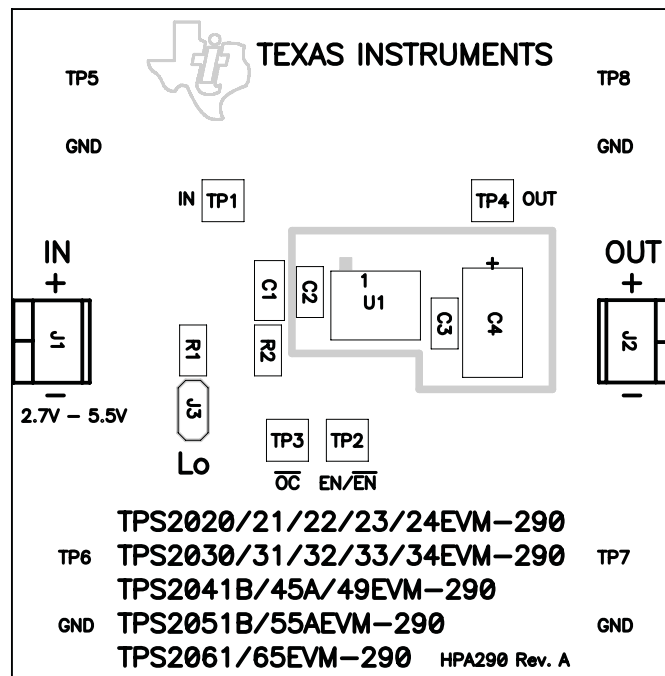 TEXAS INSTRUMENTS
TP5
TP8
GND
GND
IN TP1
TP4 OUT
IN
OUT
+
+
+
1
U1
C1
C2
C3
C4
J1
J2
R1
R2
–
–
2.7V – 5.5V
J3
Lo
TP3
TP2
OC
EN/EN
TPS2020/21/22/23/24EVM–290
TP6
TPS2030/31/32/33/34EVM–290
TP7
TPS2041B/45A/49EVM–290
GND
TPS2051B/55AEVM–290
GND
TPS2061/65EVM–290
HPA290 Rev. A